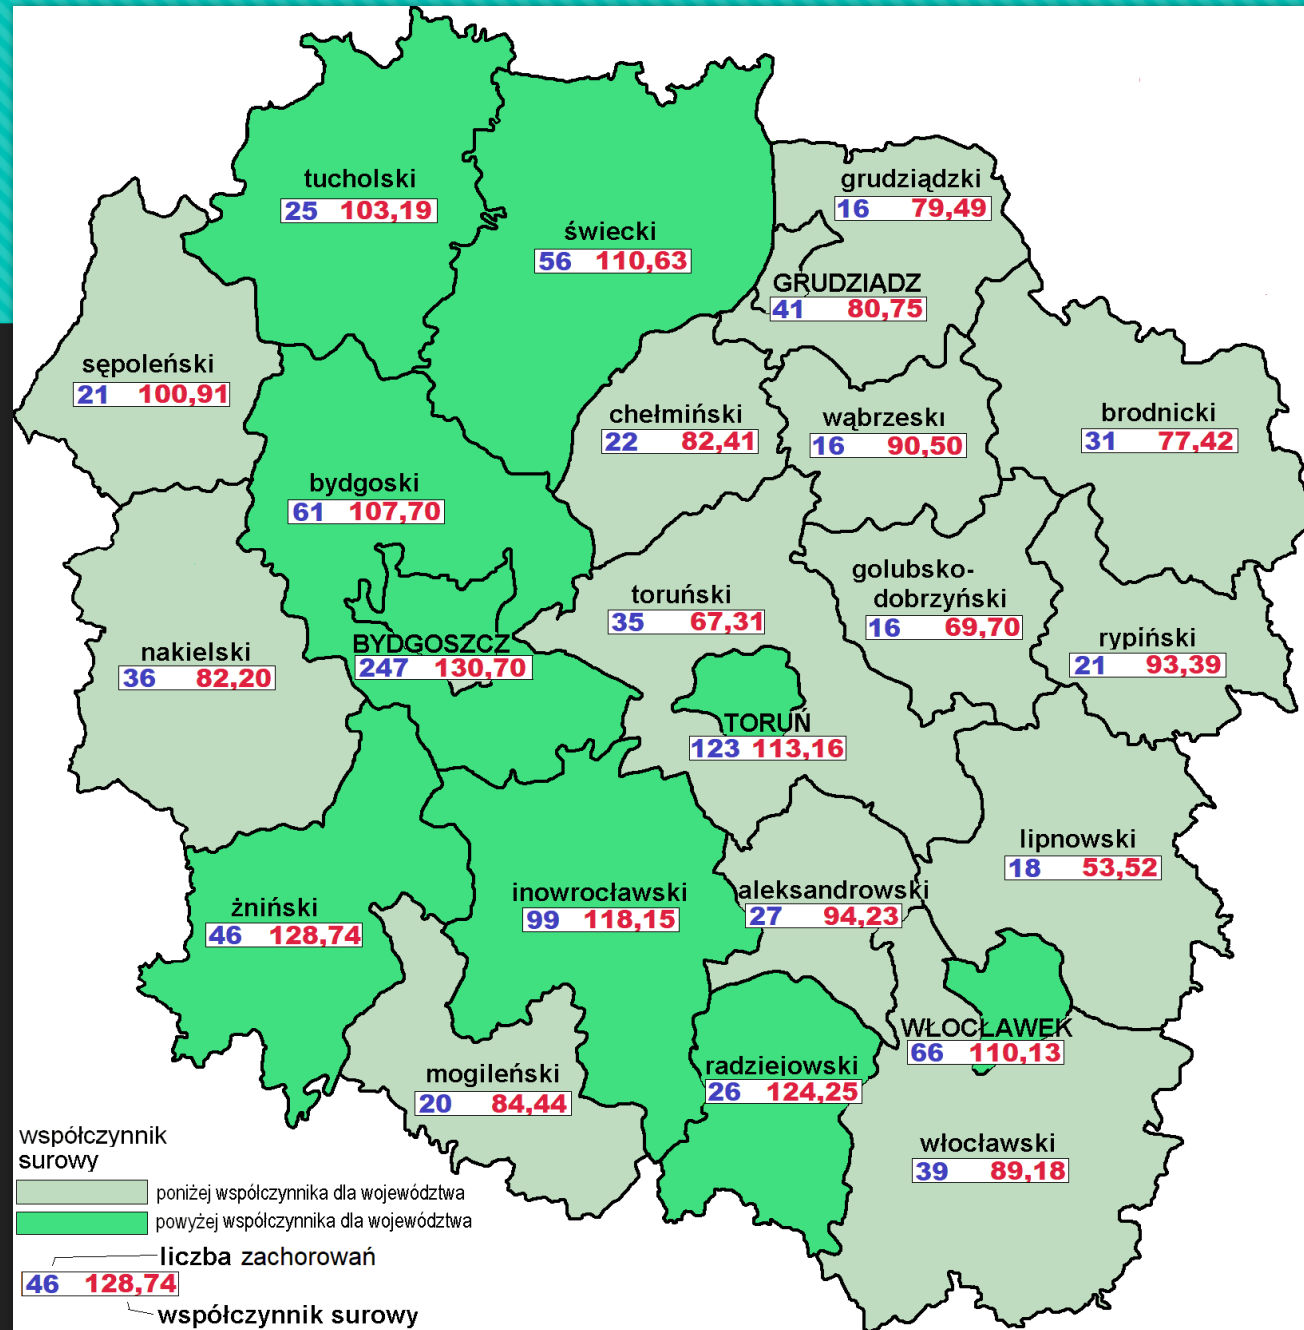 tucholski
25 103,19
świecki
56 110,63
grudziądzki
16 79,49
GRUDZIĄDZ
41 80,75
sępoleński
21 100,91
chełmiński
22 82,41
wąbrzeskı
16 90,50
brodnicki
31 77,42
bydgoski
61 107,70
toruński
35 67,31
golubsko-
dobrzyński
16 69,70
rypiński
21 93,39
nakielski
36 82,20
BYDGOSZCZ
247 130,70
TORUŃ
123 113,16
lipnowski
18 53,52
żniński
46 128,74
inowrocławski
99 118,15
aleksandrowski
27 94,23
WŁOCŁAWEK
66 110,13
radziejowski
26 124,25
mogileński
20 84,44
włocławski
39 89,18
współczynnik
surowy
poniżej współczynnika dla województwa
powyżej współczynnika dla województwa
liczba zachorowań
46 128,74
współczynnik surowy